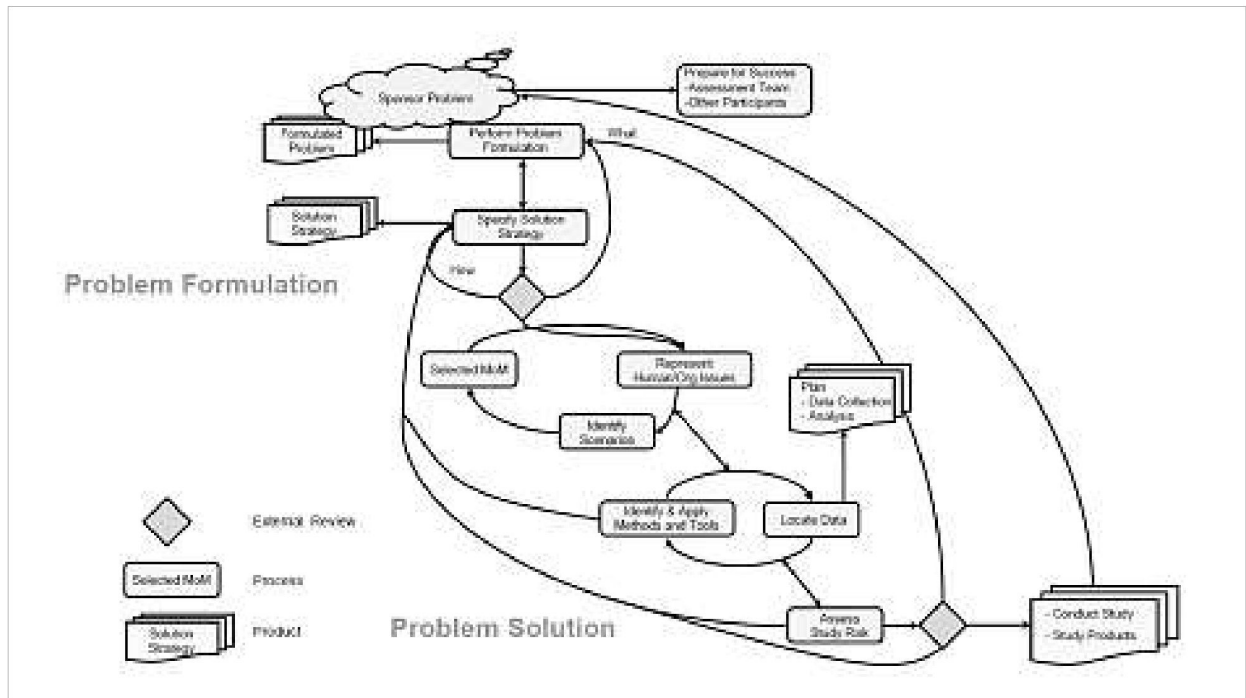 Sponsor Problem
Prepare for Success
-Assessment Team
-Other Participants
Formulated
Problem
Perform Problem
Formulation
What
Solution
Strategy
Specify Solution
Strategy
How
Problem Formulation
Selected MoM
Represent
Human/Org Issues
Plan
- Data Collection
- Analysis
Identify
Scenarios
Identify & Apply
Methods and Tools
Locate Data
External Review
Selected MoM
Process
Solution
Strategy
Product
Problem Solution
Assess
Study Risk
- Conduct Study
- Study Products